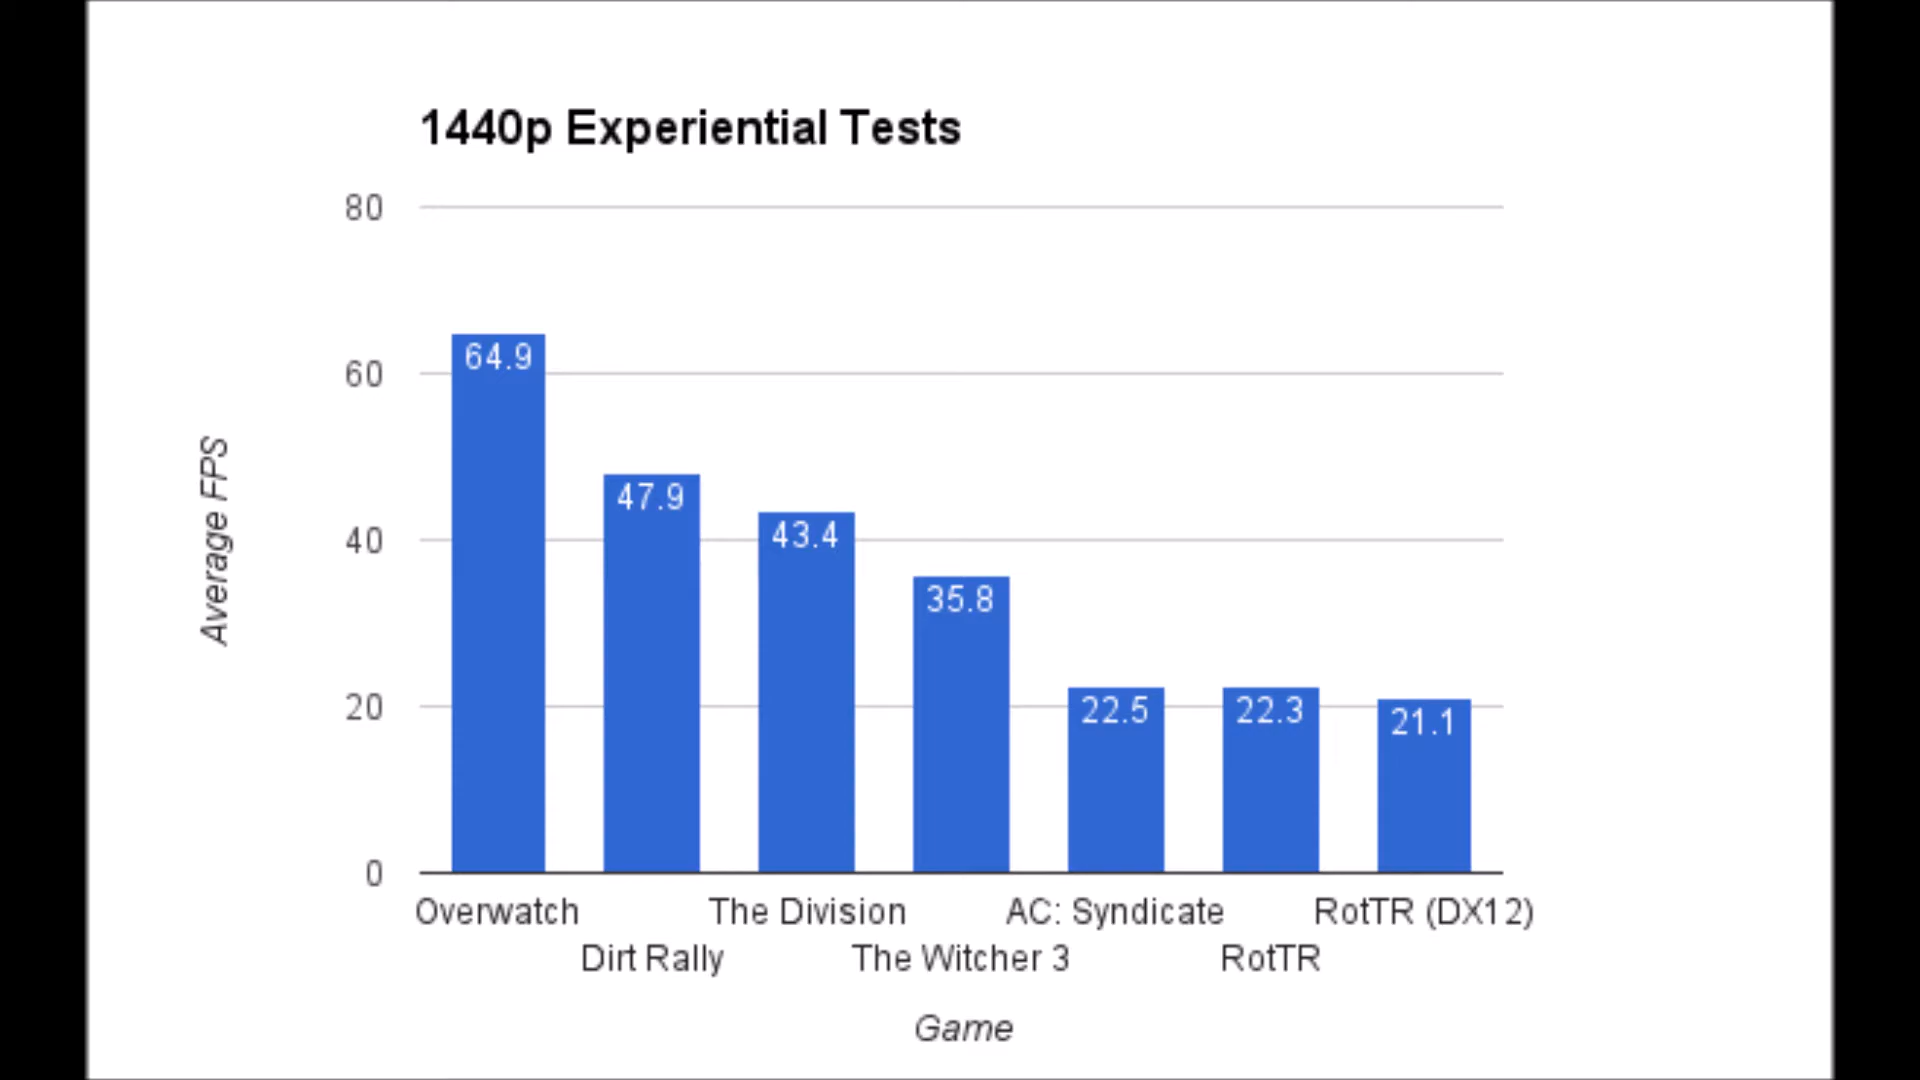 1440p Experiential Tests
80
60
40
20
0
Average FPS
64.9
47.9
43.4
35.8
22.5
22.3
21.1
Overwatch
Dirt Rally
The Division
The Witcher 3
AC: Syndicate
RotTR
RotTR (DX12)
Game